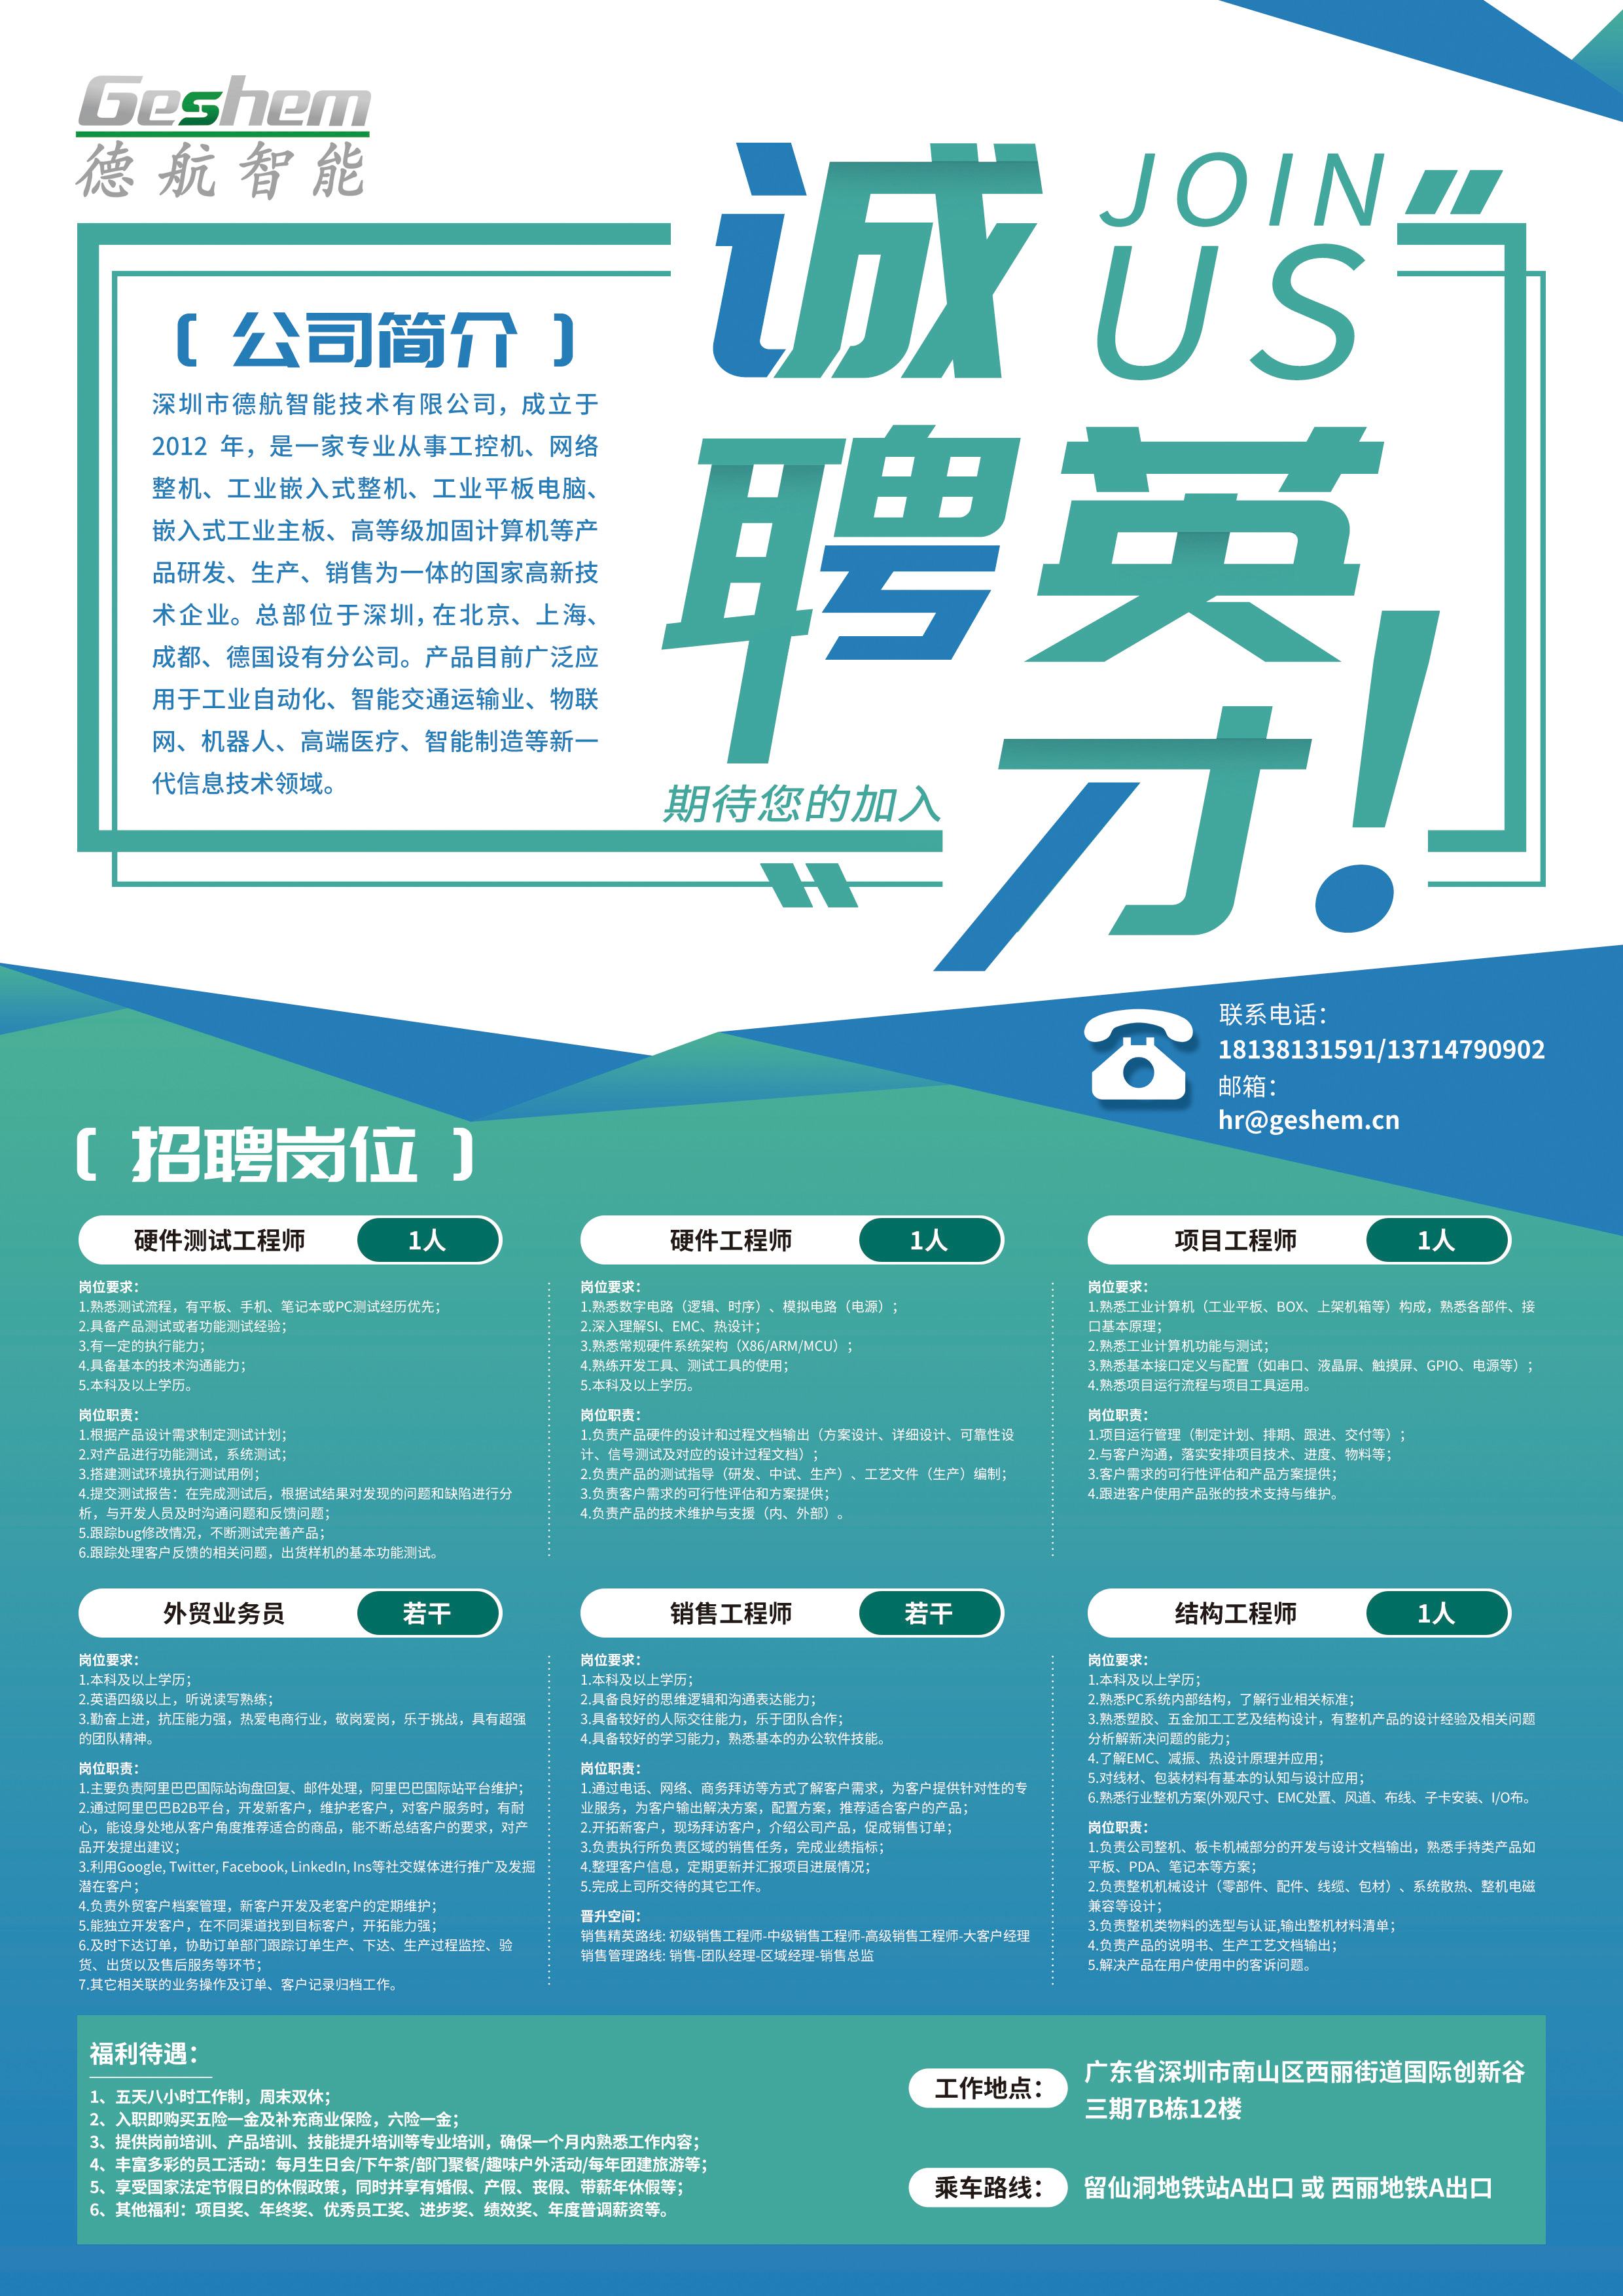 Geshem
德航智能
诚聘英才!
JOIN
US
期待您的加入
公司简介
深圳市德航智能技术有限公司，成立于
2012 年，是一家专业从事工控机、网络
整机、工业嵌入式整机、工业平板电脑、
嵌入式工业主板、高等级加固计算机等产
品研发、生产、销售为一体的国家高新技
术企业。总部位于深圳，在北京、上海、
成都、德国设有分公司。产品目前广泛应
用于工业自动化、智能交通运输业、物联
网、机器人、高端医疗、智能制造等新一
代信息技术领域。
联系电话：
18138131591/13714790902
邮箱：
hr@geshem.cn
招聘岗位
硬件测试工程师 1人
岗位要求：
1.熟悉测试流程，有平板、手机、笔记本或PC测试经历优先；
2.具备产品测试或者功能测试经验；
3.有一定的执行能力；
4.具备基本的技术沟通能力；
5.本科及以上学历。
岗位职责：
1.根据产品设计需求制定测试计划；
2.对产品进行功能测试，系统测试；
3.搭建测试环境执行测试用例；
4.提交测试报告：在完成测试后，根据试结果对发现的问题和缺陷进行分
析，与开发人员及时沟通问题和反馈问题；
5.跟踪bug修改情况，不断测试完善产品；
6.跟踪处理客户反馈的相关问题，出货样机的基本功能测试。
硬件工程师 1人
岗位要求：
1.熟悉数字电路（逻辑、时序）、模拟电路（电源）；
2.深入理解SI、EMC、热设计；
3.熟悉常规硬件系统架构（X86/ARM/MCU）；
4.熟练开发工具、测试工具的使用；
5.本科及以上学历。
岗位职责：
1.负责产品硬件的设计和过程文档输出（方案设计、详细设计、可靠性设
计、信号测试及对应的设计过程文档）；
2.负责产品的测试指导（研发、中试、生产）、工艺文件（生产）编制；
3.负责客户需求的可行性评估和方案提供；
4.负责产品的技术维护与支援（内、外部）。
项目工程师 1人
岗位要求：
1.熟悉工业计算机（工业平板、BOX、上架机箱等）构成，熟悉各部件、接
口基本原理；
2.熟悉工业计算机功能与测试；
3.熟悉基本接口定义与配置（如串口、液晶屏、触摸屏、GPIO、电源等）；
4.熟悉项目运行流程与项目工具运用。
岗位职责：
1.项目运行管理（制定计划、排期、跟进、交付等）；
2.与客户沟通，落实安排项目技术、进度、物料等；
3.客户需求的可行性评估和产品方案提供；
4.跟进客户使用产品张的技术支持与维护。
外贸业务员 若干
岗位要求：
1.本科及以上学历；
2.英语四级以上，听说读写熟练；
3.勤奋上进，抗压能力强，热爱电商行业，敬岗爱岗，乐于挑战，具有超强
的团队精神。
岗位职责：
1.主要负责阿里巴巴国际站询盘回复、邮件处理，阿里巴巴国际站平台维护；
2.通过阿里巴巴B2B平台，开发新客户，维护老客户，对客户服务时，有耐
心，能设身处地从客户角度推荐适合的商品，能不断总结客户的要求，对产
品开发提出建议；
3.利用Google, Twitter, Facebook, LinkedIn, Ins等社交媒体进行推广及发掘
潜在客户；
4.负责外贸客户档案管理，新客户开发及老客户的定期维护；
5.能独立开发客户，在不同渠道找到目标客户，开拓能力强；
6.及时下达订单，协助订单部门跟踪订单生产、下达、生产过程监控、验
货、出货以及售后服务等环节；
7.其它相关联的业务操作及订单、客户记录归档工作。
销售工程师 若干
岗位要求：
1.本科及以上学历；
2.具备良好的思维逻辑和沟通表达能力；
3.具备较好的人际交往能力，乐于团队合作；
4.具备较好的学习能力，熟悉基本的办公软件技能。
岗位职责：
1.通过电话、网络、商务拜访等方式了解客户需求，为客户提供针对性的专
业服务，为客户输出解决方案，配置方案，推荐适合客户的产品；
2.开拓新客户，现场拜访客户，介绍公司产品，促成销售订单；
3.负责执行所负责区域的销售任务，完成业绩指标；
4.整理客户信息，定期更新并汇报项目进展情况；
5.完成上司所交待的其它工作。
晋升空间：
销售精英路线: 初级销售工程师-中级销售工程师-高级销售工程师-大客户经理
销售管理路线: 销售-团队经理-区域经理-销售总监
结构工程师 1人
岗位要求：
1.本科及以上学历；
2.熟悉PC系统内部结构，了解行业相关标准；
3.熟悉塑胶、五金加工工艺及结构设计，有整机产品的设计经验及相关问题
分析解新决问题的能力；
4.了解EMC、减振、热设计原理并应用；
5.对线材、包装材料有基本的认知与设计应用；
6.熟悉行业整机方案(外观尺寸、EMC处置、风道、布线、子卡安装、I/O布。
岗位职责：
1.负责公司整机、板卡机械部分的开发与设计文档输出，熟悉手持类产品如
平板、PDA、笔记本等方案；
2.负责整机机械设计（零部件、配件、线缆、包材）、系统散热、整机电磁
兼容等设计；
3.负责整机类物料的选型与认证,输出整机材料清单；
4.负责产品的说明书、生产工艺文档输出；
5.解决产品在用户使用中的客诉问题。
福利待遇：
1、五天八小时工作制，周末双休；
2、入职即购买五险一金及补充商业保险，六险一金；
3、提供岗前培训、产品培训、技能提升培训等专业培训，确保一个月内熟悉工作内容；
4、丰富多彩的员工活动：每月生日会/下午茶/部门聚餐/趣味户外活动/每年团建旅游等；
5、享受国家法定节假日的休假政策，同时并享有婚假、产假、丧假、带薪年休假等；
6、其他福利：项目奖、年终奖、优秀员工奖、进步奖、绩效奖、年度普调薪资等。
工作地点： 广东省深圳市南山区西丽街道国际创新谷
三期7B栋12楼
乘车路线： 留仙洞地铁站A出口 或 西丽地铁A出口